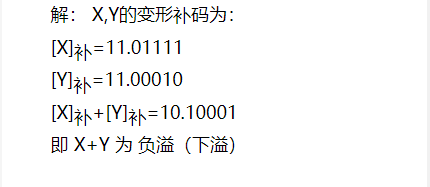 解： X,Y的变形补码为：
[X]补=11.01111
[Y]补=11.00010
[X]补+[Y]补=10.10001
即 X+Y 为 负溢（下溢）